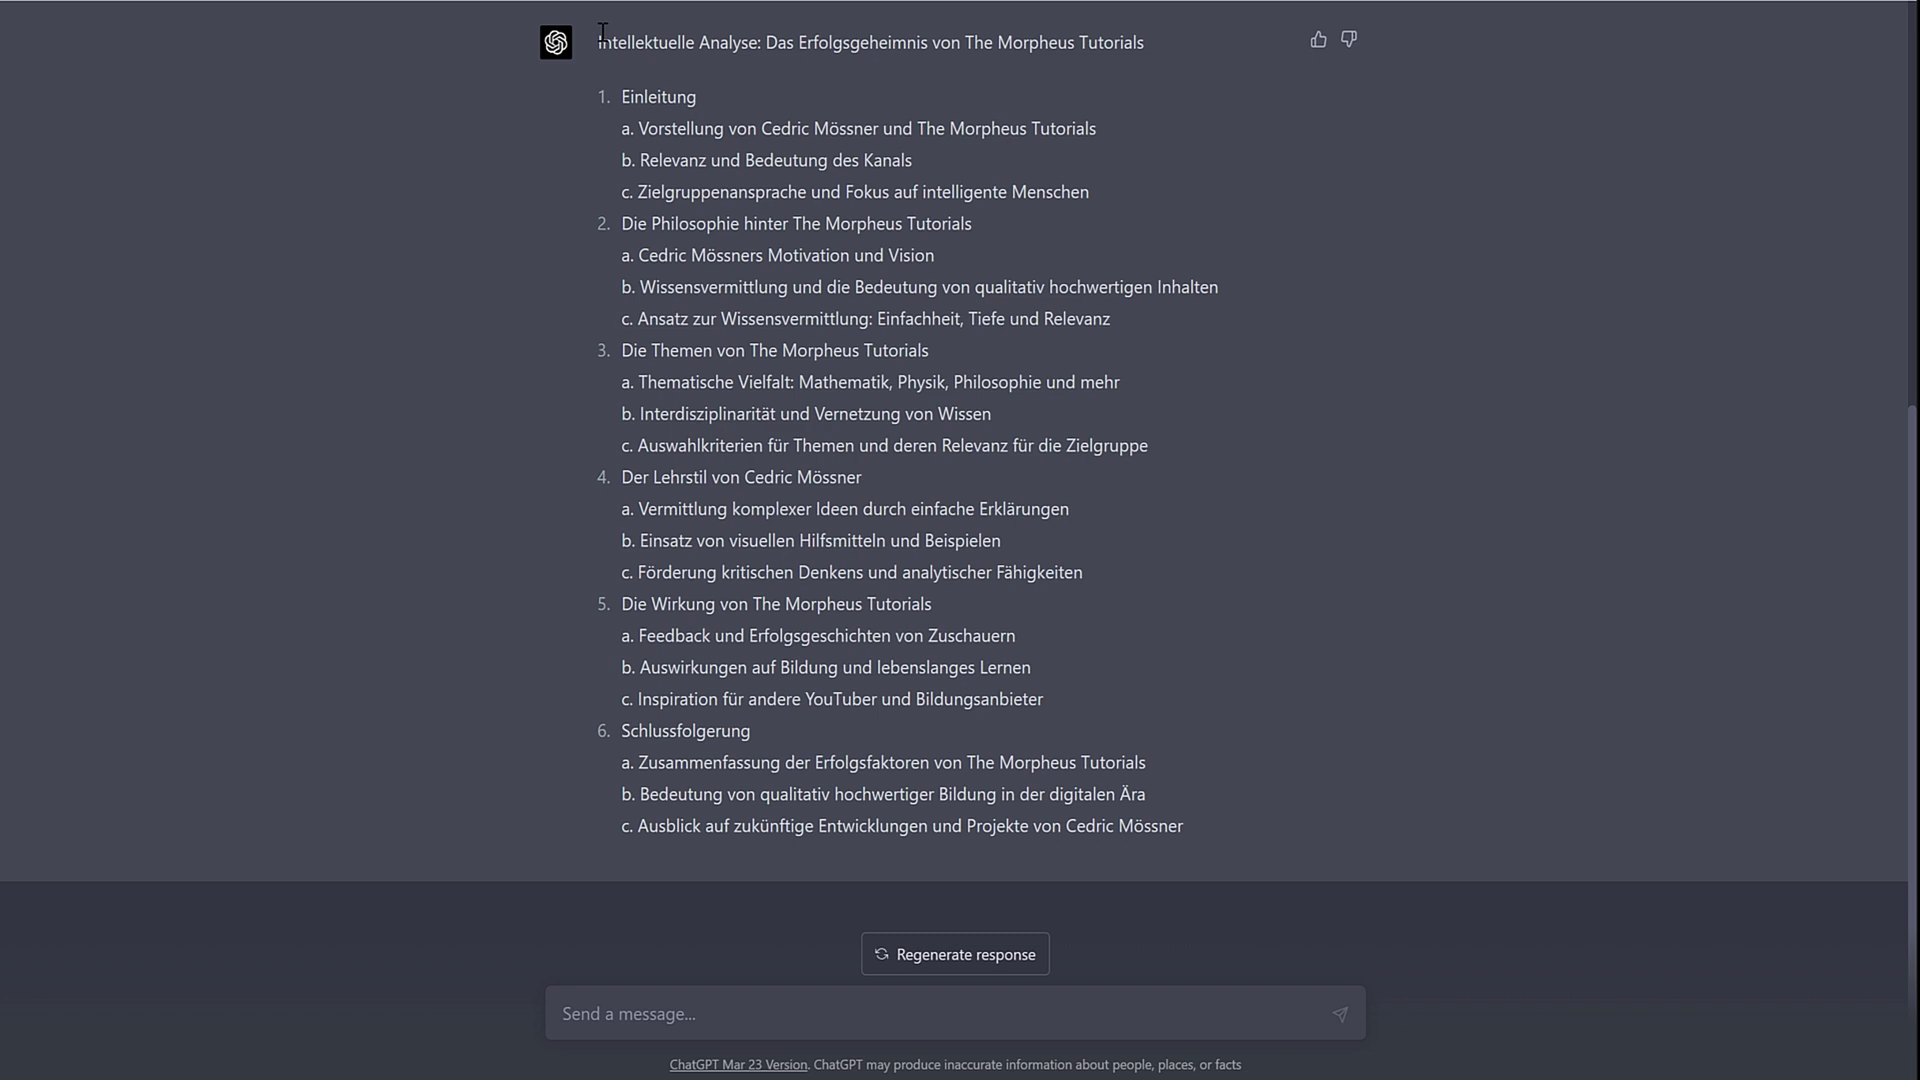 Intellektuelle Analyse: Das Erfolgsgeheimnis von The Morpheus Tutorials
1. Einleitung
a. Vorstellung von Cedric Mössner und The Morpheus Tutorials
b. Relevanz und Bedeutung des Kanals
c. Zielgruppenansprache und Fokus auf intelligente Menschen
2. Die Philosophie hinter The Morpheus Tutorials
a. Cedric Mössners Motivation und Vision
b. Wissensvermittlung und die Bedeutung von qualitativ hochwertigen Inhalten
c. Ansatz zur Wissensvermittlung: Einfachheit, Tiefe und Relevanz
3. Die Themen von The Morpheus Tutorials
a. Thematische Vielfalt: Mathematik, Physik, Philosophie und mehr
b. Interdisziplinarität und Vernetzung von Wissen
c. Auswahlkriterien für Themen und deren Relevanz für die Zielgruppe
4. Der Lehrstil von Cedric Mössner
a. Vermittlung komplexer Ideen durch einfache Erklärungen
b. Einsatz von visuellen Hilfsmitteln und Beispielen
c. Förderung kritischen Denkens und analytischer Fähigkeiten
5. Die Wirkung von The Morpheus Tutorials
a. Feedback und Erfolgsgeschichten von Zuschauern
b. Auswirkungen auf Bildung und lebenslanges Lernen
c. Inspiration für andere YouTuber und Bildungsanbieter
6. Schlussfolgerung
a. Zusammenfassung der Erfolgsfaktoren von The Morpheus Tutorials
b. Bedeutung von qualitativ hochwertiger Bildung in der digitalen Ära
c. Ausblick auf zukünftige Entwicklungen und Projekte von Cedric Mössner
Regenerate response
Send a message...
ChatGPT Mar 23 Version. ChatGPT may produce inaccurate information about people, places, or facts